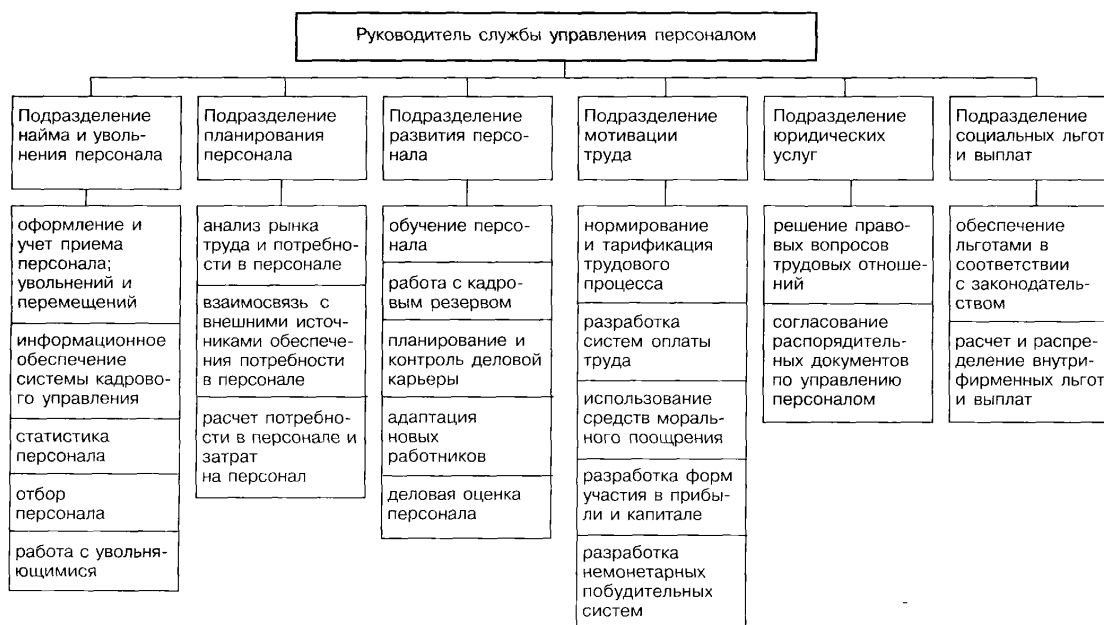 Руководитель службы управления персоналом
Подразделение
найма и уволь-
нения персонала
оформление и
учет приема
персонала;
увольнений и
перемещений
информационное
обеспечение
системы кадрово-
го управления
статистика
персонала
отбор
персонала
работа с увольня-
ющимися
Подразделение
планирования
персонала
анализ рынка
труда и потребно-
сти в персонале
взаимосвязь с
внешними источ-
никами обеспече-
ния потребности
в персонале
расчет потребно-
сти в персонале и
затрат
на персонал
Подразделение
развития персо-
нала
обучение персо-
нала
работа с кадро-
вым резервом
планирование и
контроль деловой
карьеры
адаптация
новых
работников
деловая оценка
персонала
Подразделение
мотивации
труда
нормирование
и тарификация
трудового
процесса
разработка
систем оплаты
труда
использование
средств мораль-
ного поощрения
разработка форм
участия в прибы-
ли и капитале
разработка
немонетарных
побудительных
систем
Подразделение
юридических
услуг
решение право-
вых вопросов
трудовых отноше-
ний
согласование
распорядитель-
ных документов
по управлению
персоналом
Подразделение
социальных льгот
и выплат
обеспечение
льготами в
соответствии
с законодатель-
ством
расчет и распре-
деление внутри-
фирменных льгот
и выплат